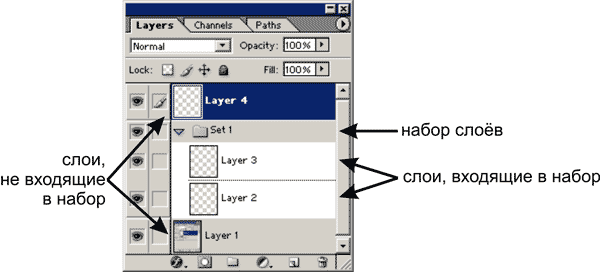 Layers Channels Paths
Normal Opacity: 100%
Lock: Fill: 100%
Layer 4
Set 1
Layer 3
Layer 2
Layer 1
слои,
не входящие
в набор
набор слоёв
слои, входящие в набор